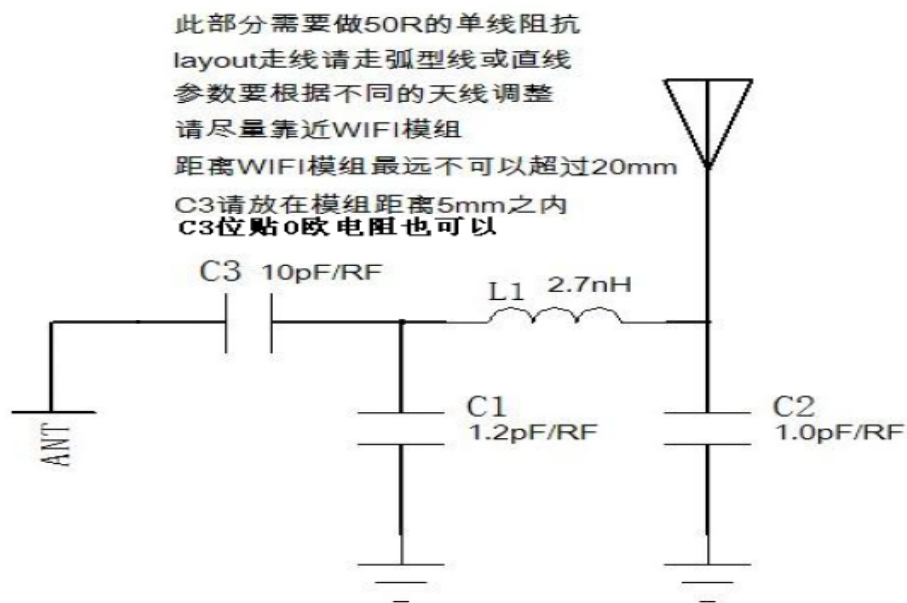 此部分需要做50R的单线阻抗
layout走线请走弧型线或直线
参数要根据不同的天线调整
请尽量靠近WIFI模组
距离WIFI模组最远不可以超过20mm
C3请放在模组距离5mm之内
C3位贴0欧电阻也可以
C3 10pF/RF
L1 2.7nH
C1
1.2pF/RF
C2
1.0pF/RF
ANT